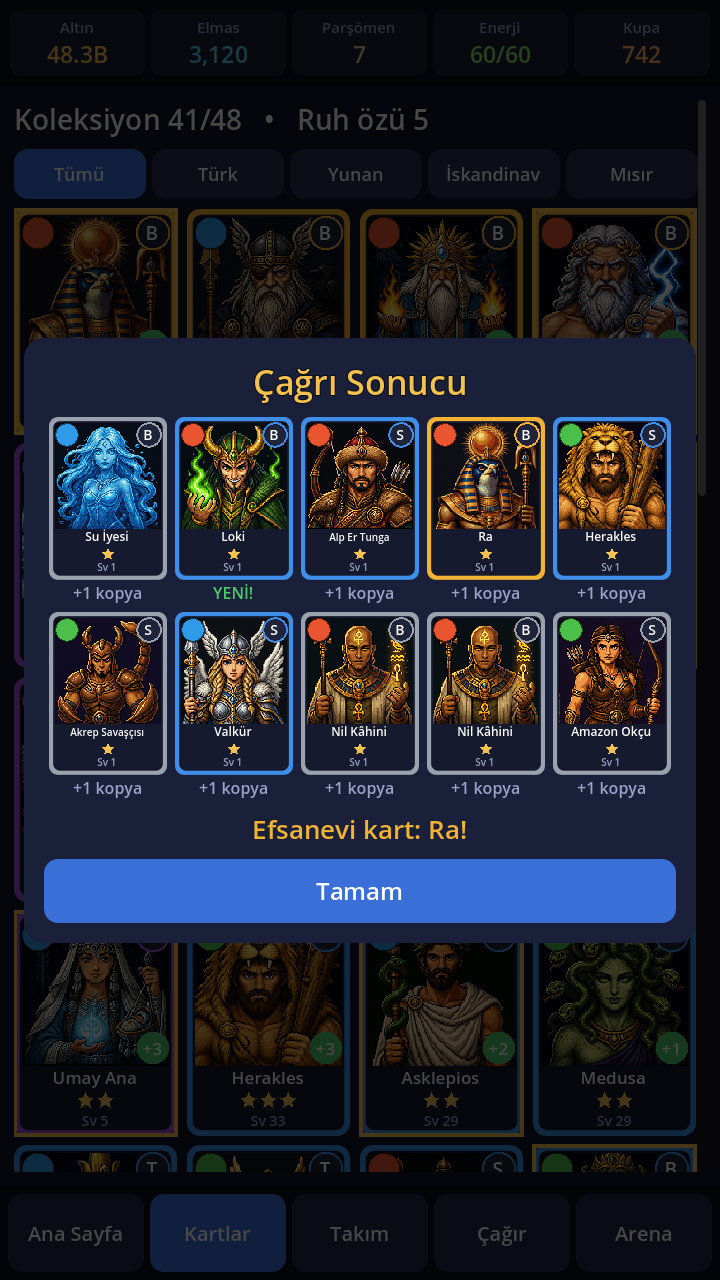 Altın Elmas Parşömen Enerji Kupa
48.3B 3,120 7 60/60 742
Koleksiyon 41/48 • Ruh özü 5
Tümü Türk Yunan İskandinav Mısır
B B B B
Çağrı Sonucu
B B S B S
Su İyesi Loki Alp Er Tunga Ra Herakles
Sv 1 Sv 1 Sv 1 Sv 1 Sv 1
+1 kopya YENİ! +1 kopya +1 kopya +1 kopya
S S B B S
Akrep Savaşçısı Valkür Nil Kâhini Nil Kâhini Amazon Okçu
Sv 1 Sv 1 Sv 1 Sv 1 Sv 1
+1 kopya +1 kopya +1 kopya +1 kopya +1 kopya
Efsanevi kart: Ra!
Tamam
+3 +3 +2 +1
Umay Ana Herakles Asklepios Medusa
Sv 5 Sv 33 Sv 29 Sv 29
T T S B
Ana Sayfa Kartlar Takım Çağır Arena